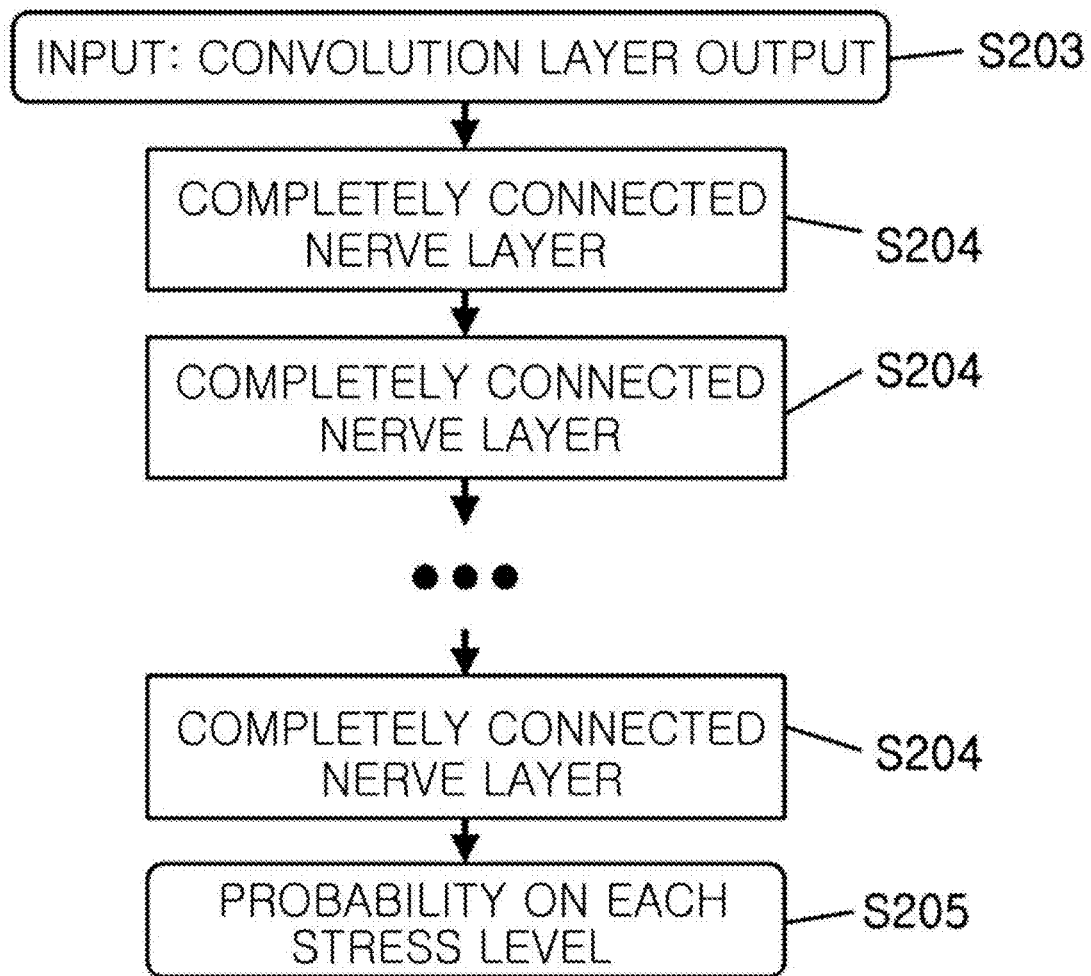 INPUT: CONVOLUTION LAYER OUTPUT
S203
COMPLETELY CONNECTED
NERVE LAYER
S204
COMPLETELY CONNECTED
NERVE LAYER
S204
COMPLETELY CONNECTED
NERVE LAYER
S204
PROBABILITY ON EACH
STRESS LEVEL
S205